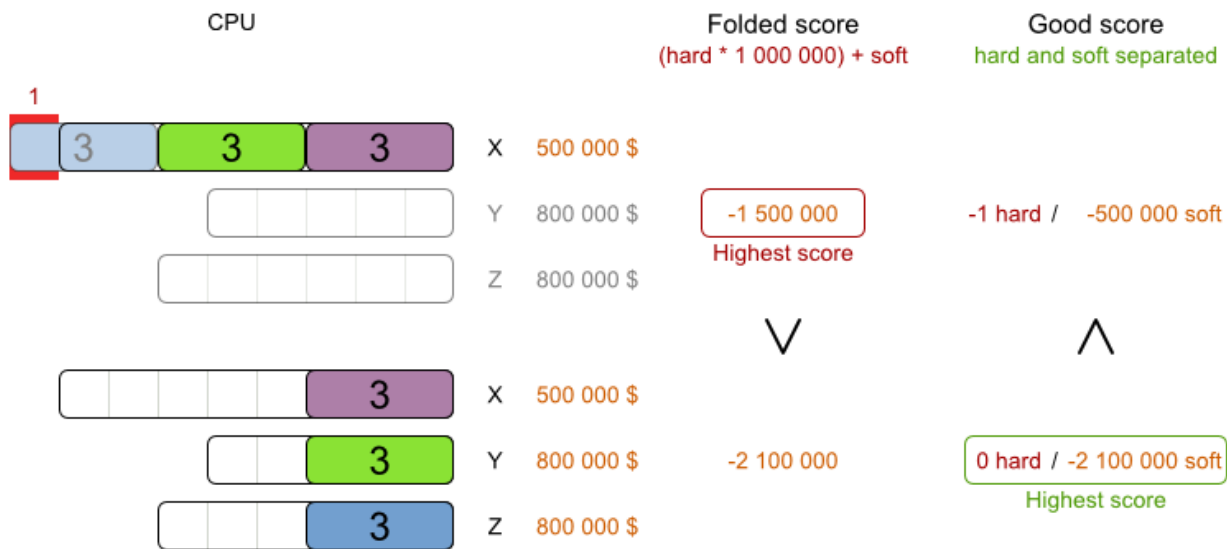 CPU
Folded score
(hard * 1 000 000) + soft
Good score
hard and soft separated
1
3 3 3 X 500 000 $
Y 800 000 $ -1 500 000 -1 hard / -500 000 soft
Highest score
Z 800 000 $
> <
3 X 500 000 $
3 Y 800 000 $ -2 100 000 0 hard / -2 100 000 soft
Highest score
3 Z 800 000 $